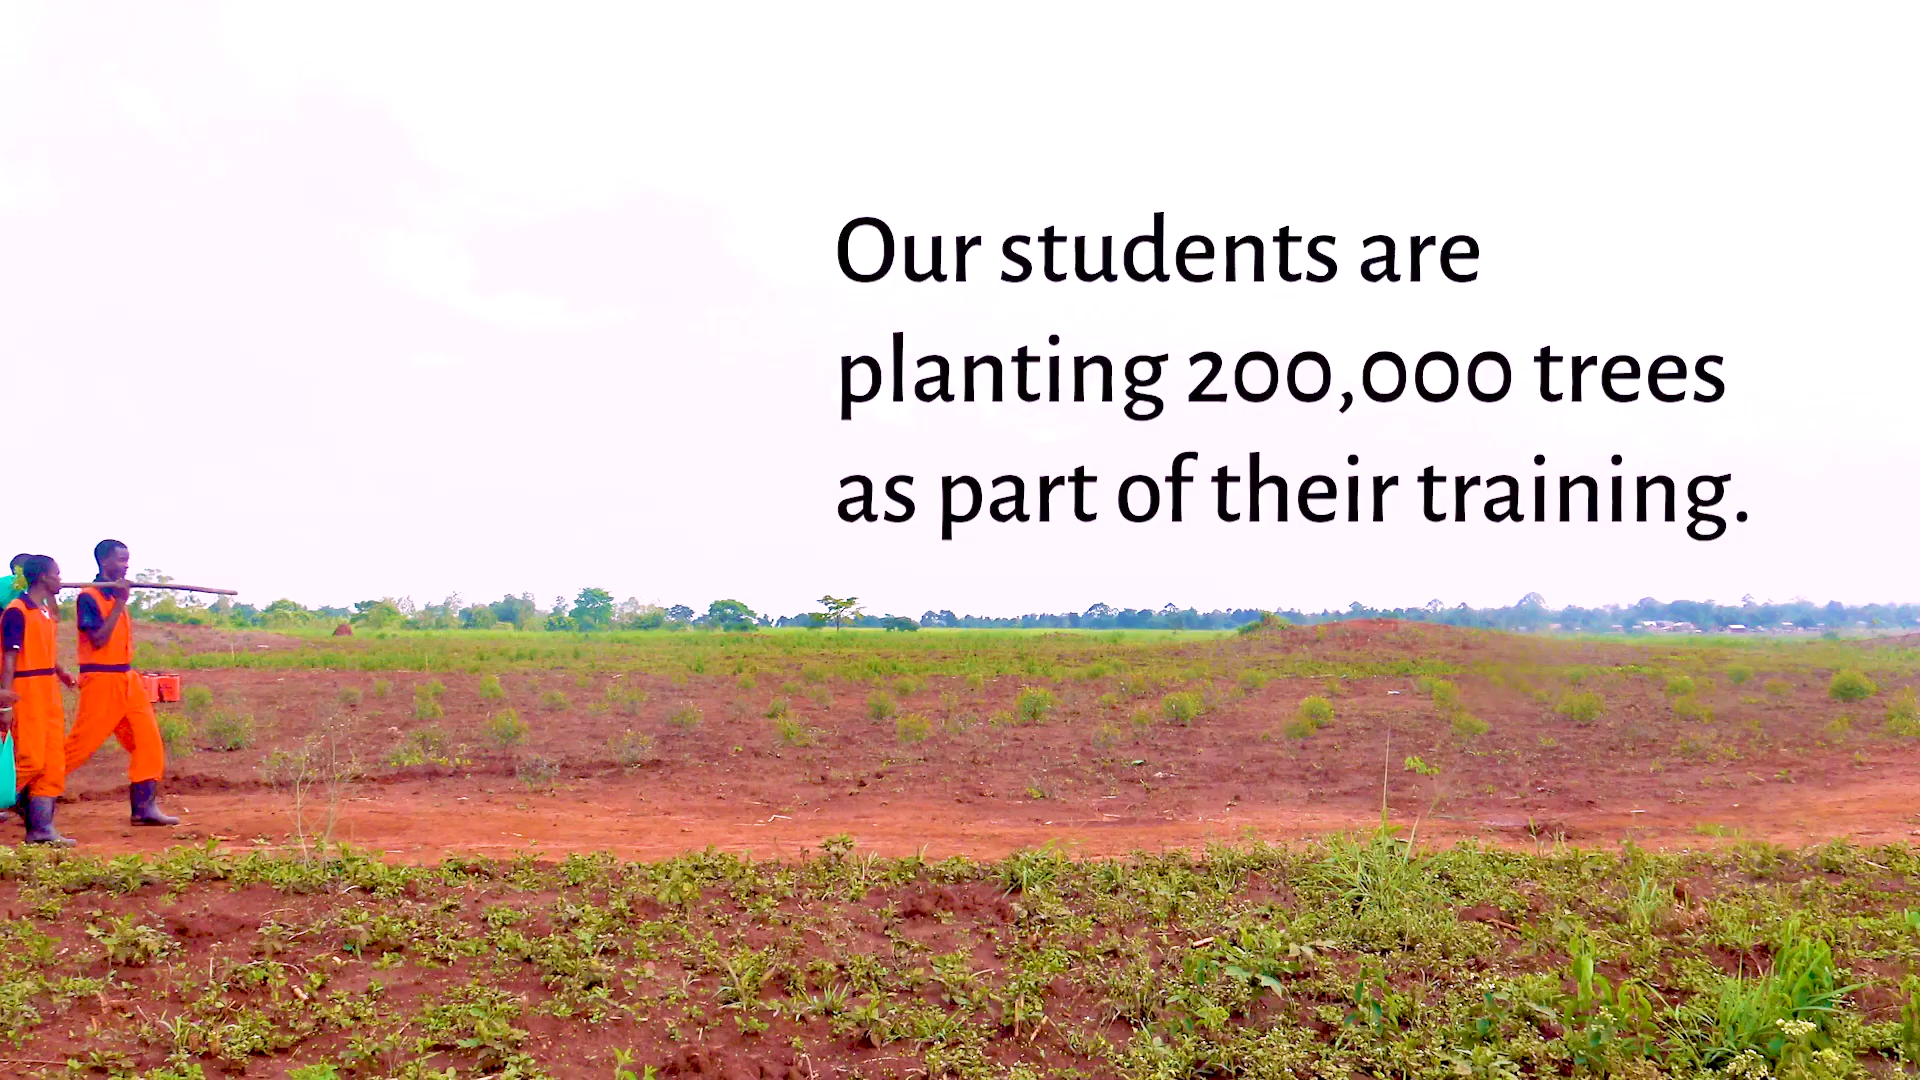 Our students are
planting 200,000 trees
as part of their training.